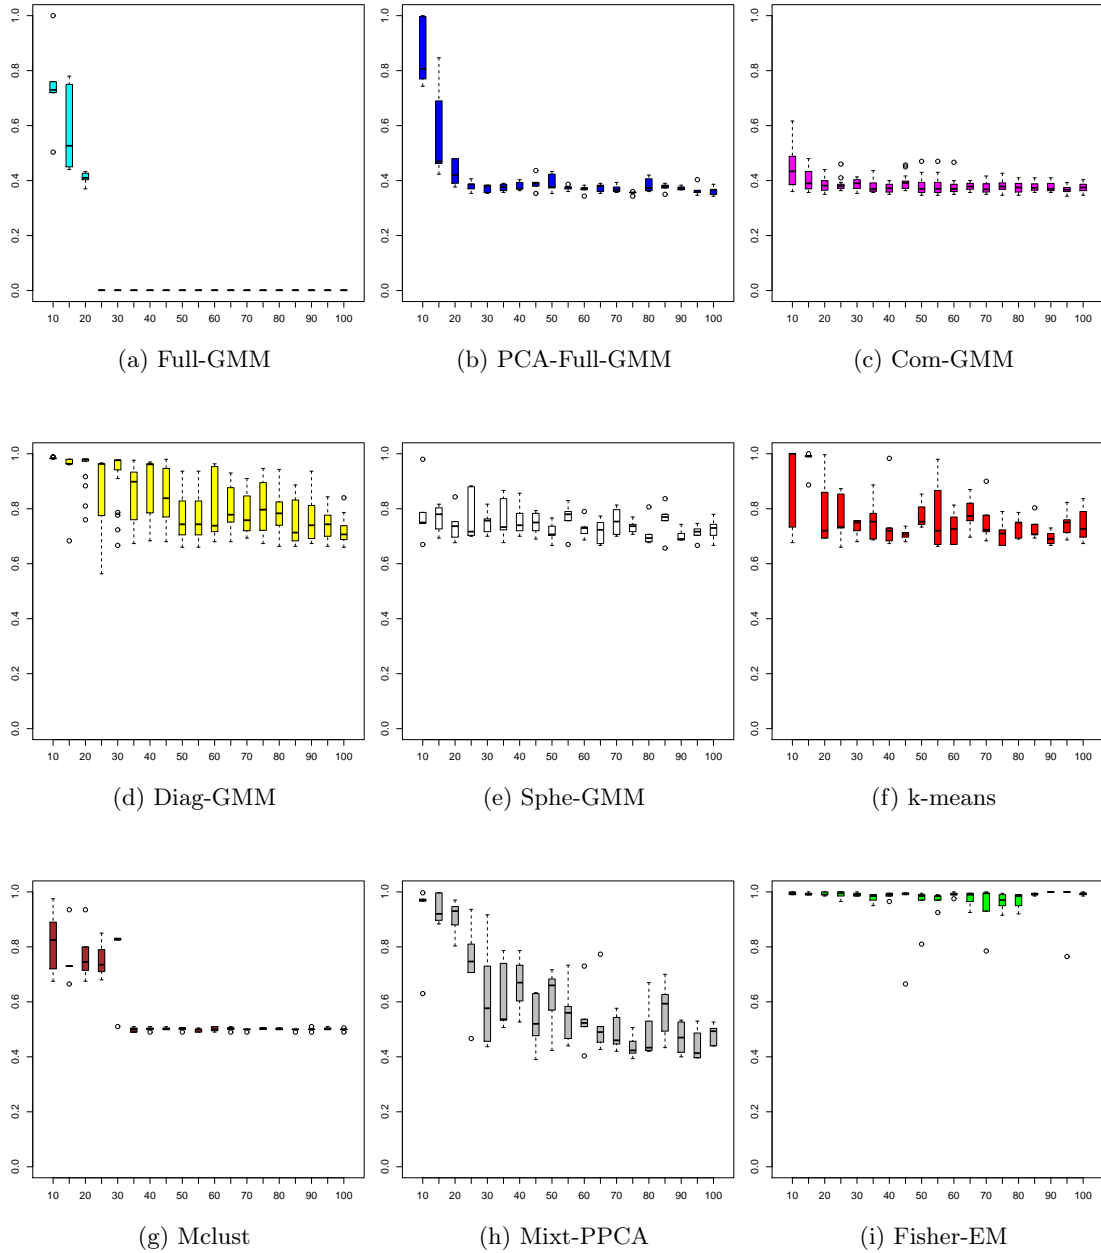 0.0 0.2 0.4 0.6 0.8 1.0
10 20 30 40 50 60 70 80 90 100
(a) Full-GMM
0.0 0.2 0.4 0.6 0.8 1.0
10 20 30 40 50 60 70 80 90 100
(b) PCA-Full-GMM
0.0 0.2 0.4 0.6 0.8 1.0
10 20 30 40 50 60 70 80 90 100
(c) Com-GMM
0.0 0.2 0.4 0.6 0.8 1.0
10 20 30 40 50 60 70 80 90 100
(d) Diag-GMM
0.0 0.2 0.4 0.6 0.8 1.0
10 20 30 40 50 60 70 80 90 100
(e) Sphe-GMM
0.0 0.2 0.4 0.6 0.8 1.0
10 20 30 40 50 60 70 80 90 100
(f) k-means
0.0 0.2 0.4 0.6 0.8 1.0
10 20 30 40 50 60 70 80 90 100
(g) Mclust
0.0 0.2 0.4 0.6 0.8 1.0
10 20 30 40 50 60 70 80 90 100
(h) Mixt-PPCA
0.0 0.2 0.4 0.6 0.8 1.0
10 20 30 40 50 60 70 80 90 100
(i) Fisher-EM